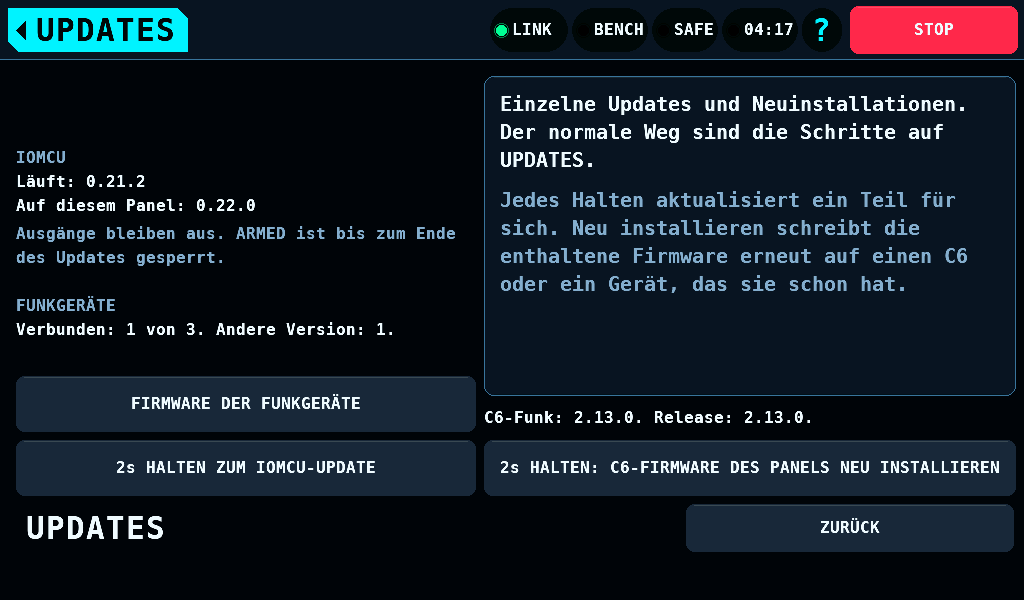 UPDATES
LINK
BENCH
SAFE
04:17
?
STOP
IOMCU
Läuft: 0.21.2
Auf diesem Panel: 0.22.0
Ausgänge bleiben aus. ARMED ist bis zum Ende
des Updates gesperrt.
FUNKGERÄTE
Verbunden: 1 von 3. Andere Version: 1.
FIRMWARE DER FUNKGERÄTE
2s HALTEN ZUM IOMCU-UPDATE
Einzelne Updates und Neuinstallationen.
Der normale Weg sind die Schritte auf
UPDATES.
Jedes Halten aktualisiert ein Teil für
sich. Neu installieren schreibt die
enthaltene Firmware erneut auf einen C6
oder ein Gerät, das sie schon hat.
C6-Funk: 2.13.0. Release: 2.13.0.
2s HALTEN: C6-FIRMWARE DES PANELS NEU INSTALLIEREN
UPDATES
ZURÜCK